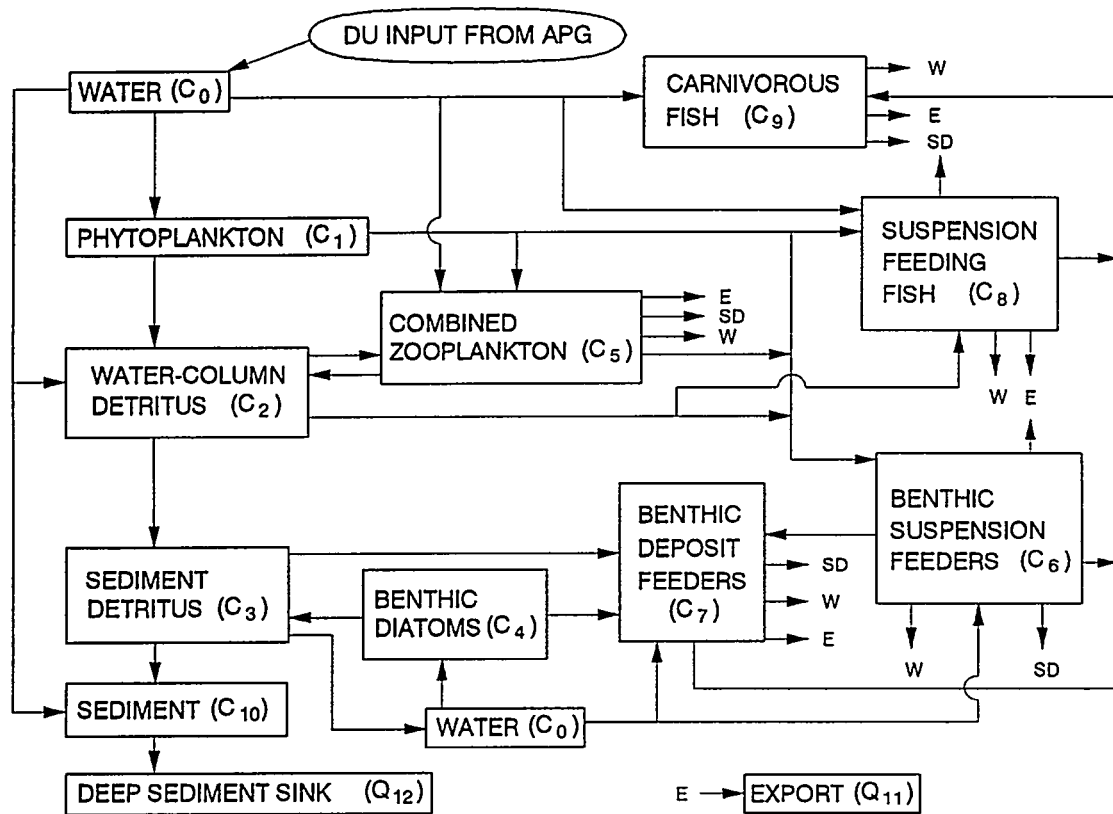 DU INPUT FROM APG
WATER (C0)
CARNIVOROUS
FISH (C9)
W
E
SD
PHYTOPLANKTON (C1)
SUSPENSION
FEEDING
FISH (C8)
COMBINED
ZOOPLANKTON (C5)
E
SD
W
WATER-COLUMN
DETRITUS (C2)
W
E
BENTHIC
SUSPENSION
FEEDERS (C6)
BENTHIC
DEPOSIT
FEEDERS
(C7)
SD
W
E
SEDIMENT
DETRITUS (C3)
BENTHIC
DIATOMS (C4)
W
SD
SEDIMENT (C10)
WATER (C0)
DEEP SEDIMENT SINK (Q12)
E
EXPORT (Q11)